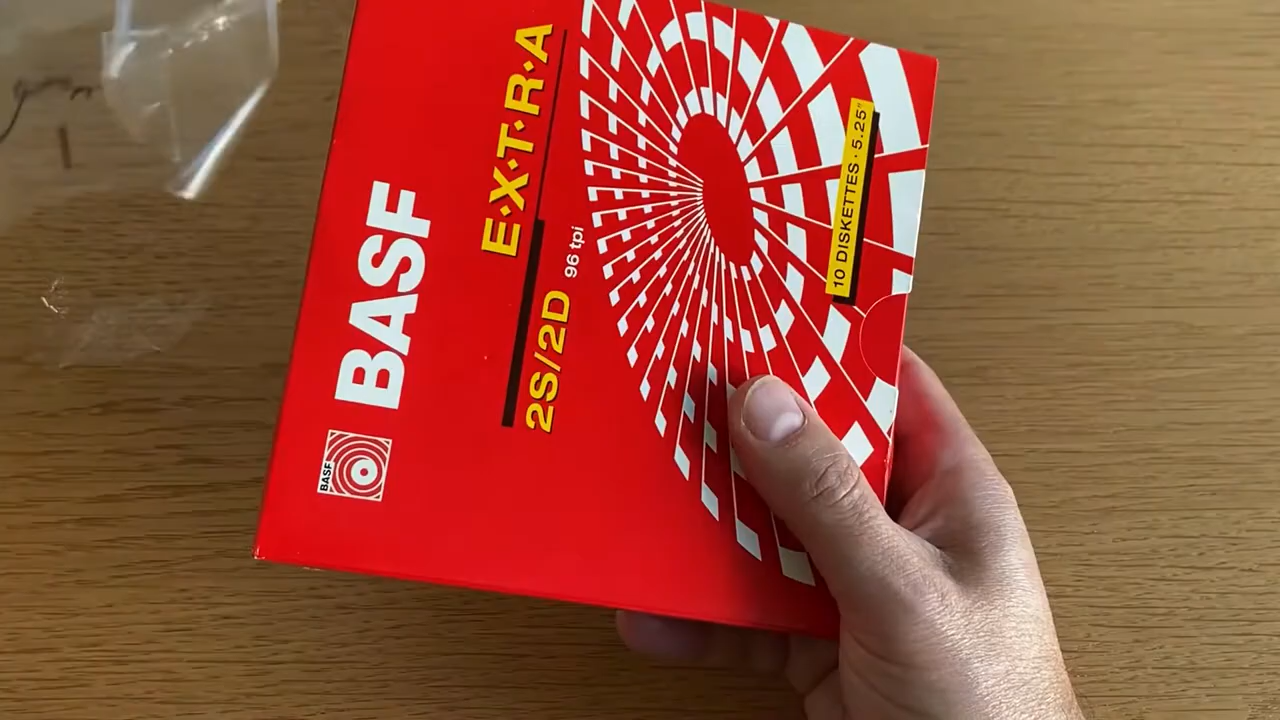 BASF
BASF
E·X·T·R·A
2S/2D 96 tpi
10 DISKETTES · 5.25"